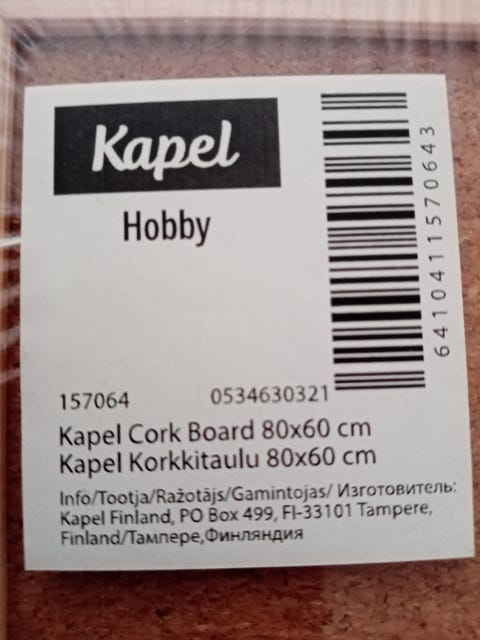 Kapel
Hobby
6410411570643
157064 0534630321
Kapel Cork Board 80x60 cm
Kapel Korkkitaulu 80x60 cm
Info/Tootja/Ražotājs/Gamintojas/ Изготовитель:
Kapel Finland, PO Box 499, FI-33101 Tampere,
Finland/Тампере,Финляндия